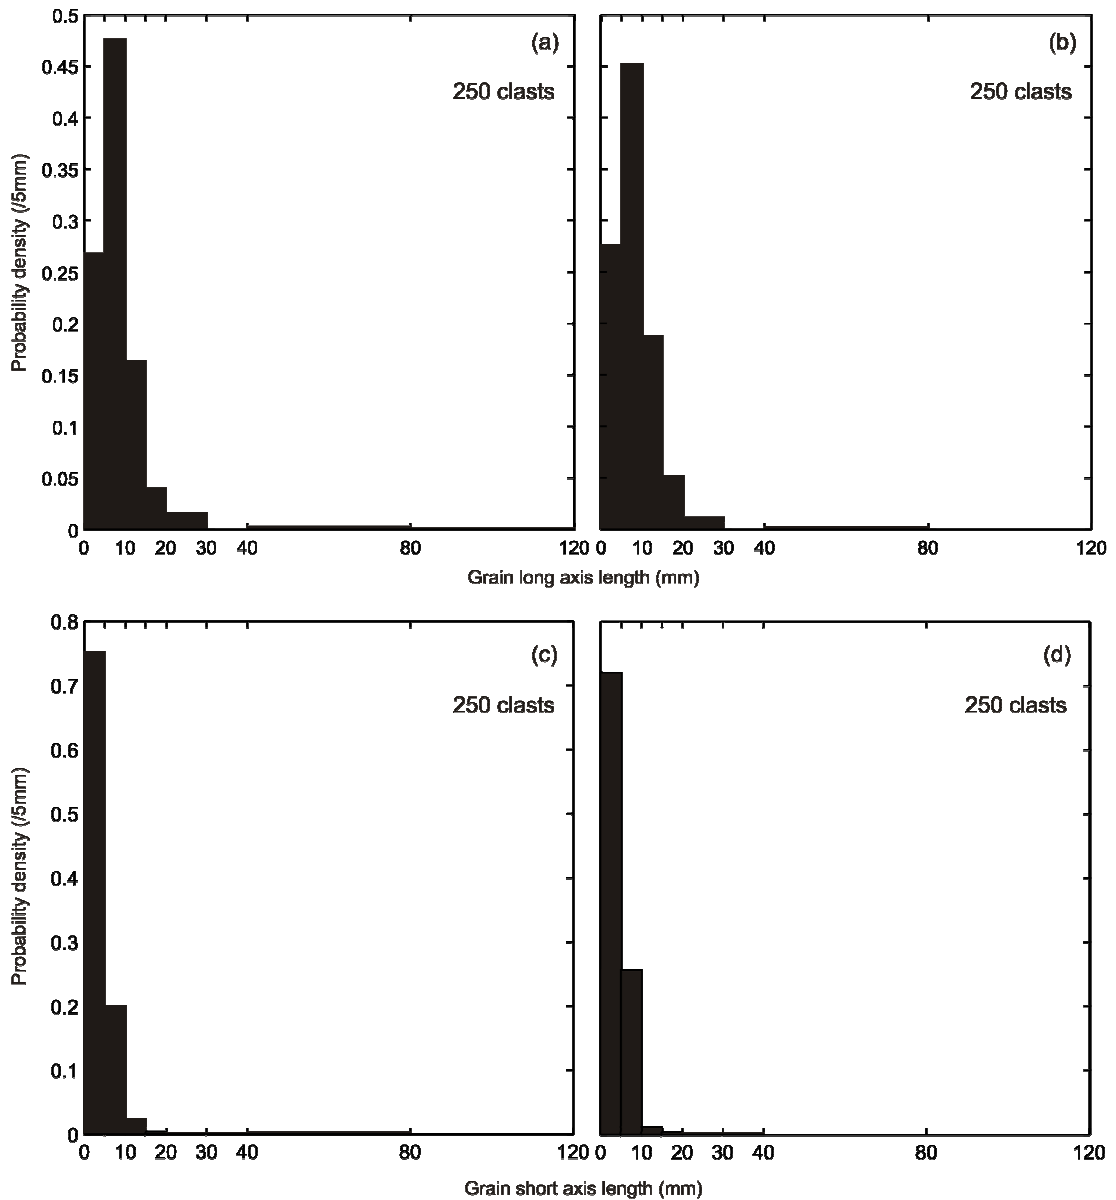 0.5
0.45
0.4
0.35
0.3
0.25
0.2
0.15
0.1
0.05
0
Probability density (/5mm)
(a)
250 clasts
0 10 20 30 40 80 120
(b)
250 clasts
0 10 20 30 40 80 120
Grain long axis length (mm)
0.8
0.7
0.6
0.5
0.4
0.3
0.2
0.1
0
Probability density (/5mm)
(c)
250 clasts
0 10 20 30 40 80 120
(d)
250 clasts
0 10 20 30 40 80 120
Grain short axis length (mm)